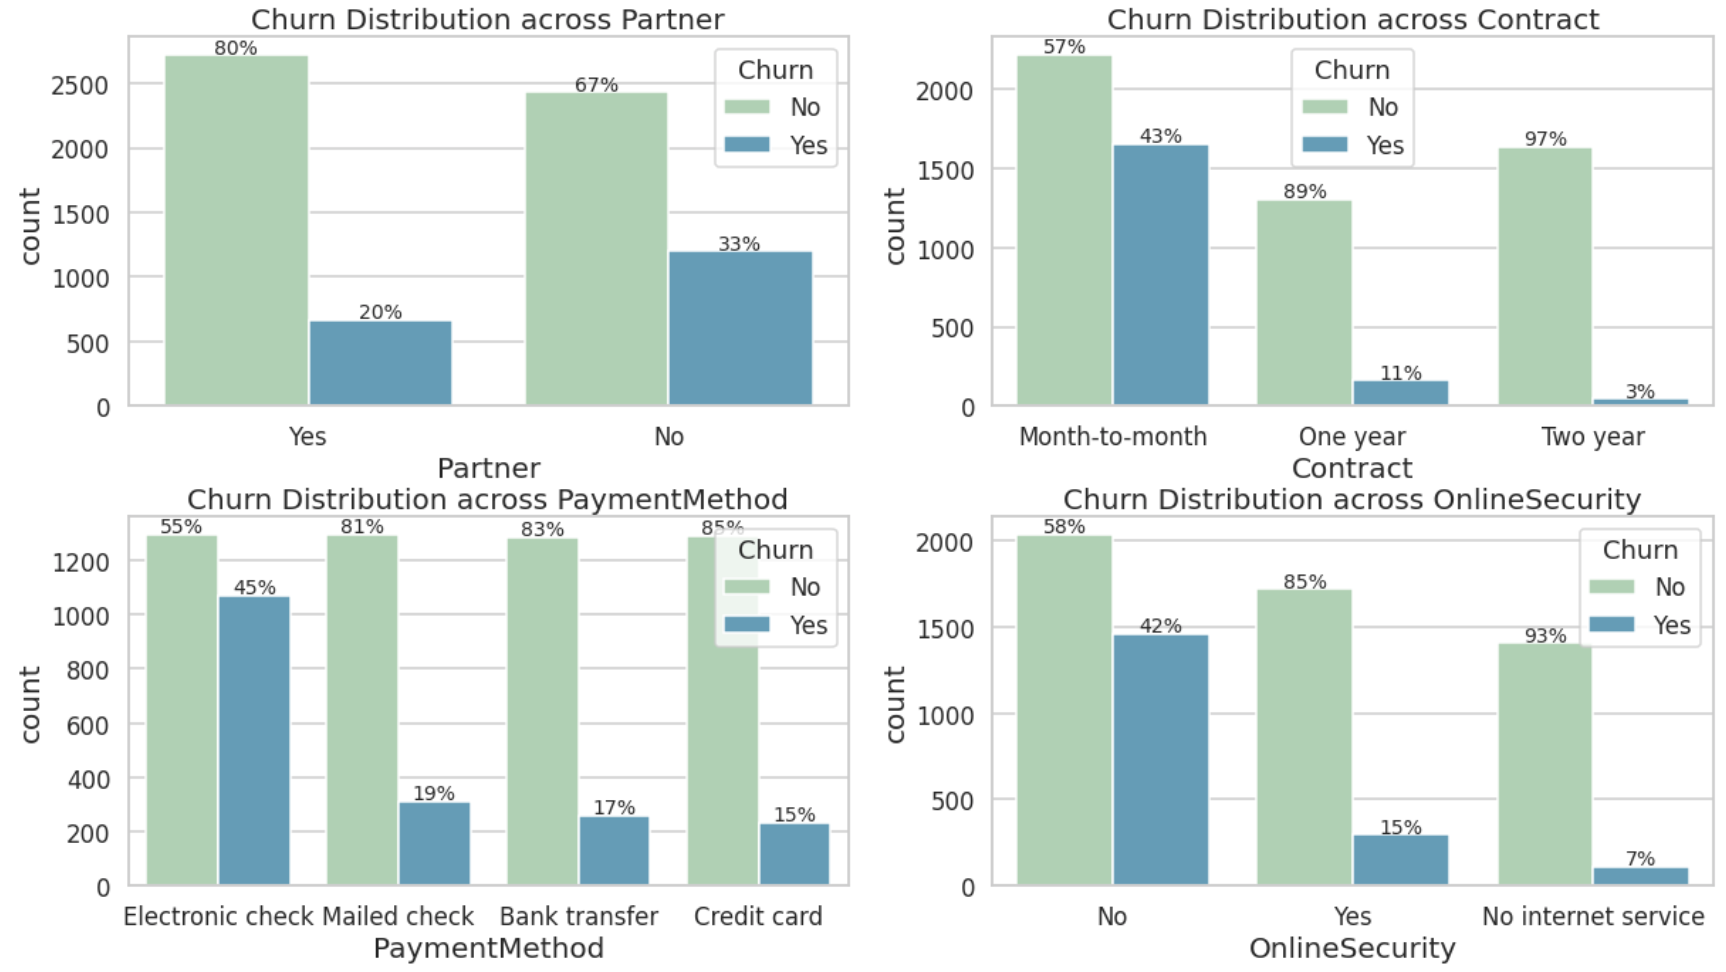 Churn Distribution across Partner
80%
67%
33%
20%
Churn
No
Yes
2500
2000
1500
1000
500
0
count
Yes
No
Partner
Churn Distribution across Contract
57%
43%
89%
11%
97%
3%
Churn
No
Yes
2000
1500
1000
500
0
count
Month-to-month
One year
Two year
Contract
Churn Distribution across PaymentMethod
55%
45%
81%
19%
83%
17%
85%
15%
Churn
No
Yes
1200
1000
800
600
400
200
0
count
Electronic check
Mailed check
Bank transfer
Credit card
PaymentMethod
Churn Distribution across OnlineSecurity
58%
42%
85%
15%
93%
7%
Churn
No
Yes
2000
1500
1000
500
0
count
No
Yes
No internet service
OnlineSecurity